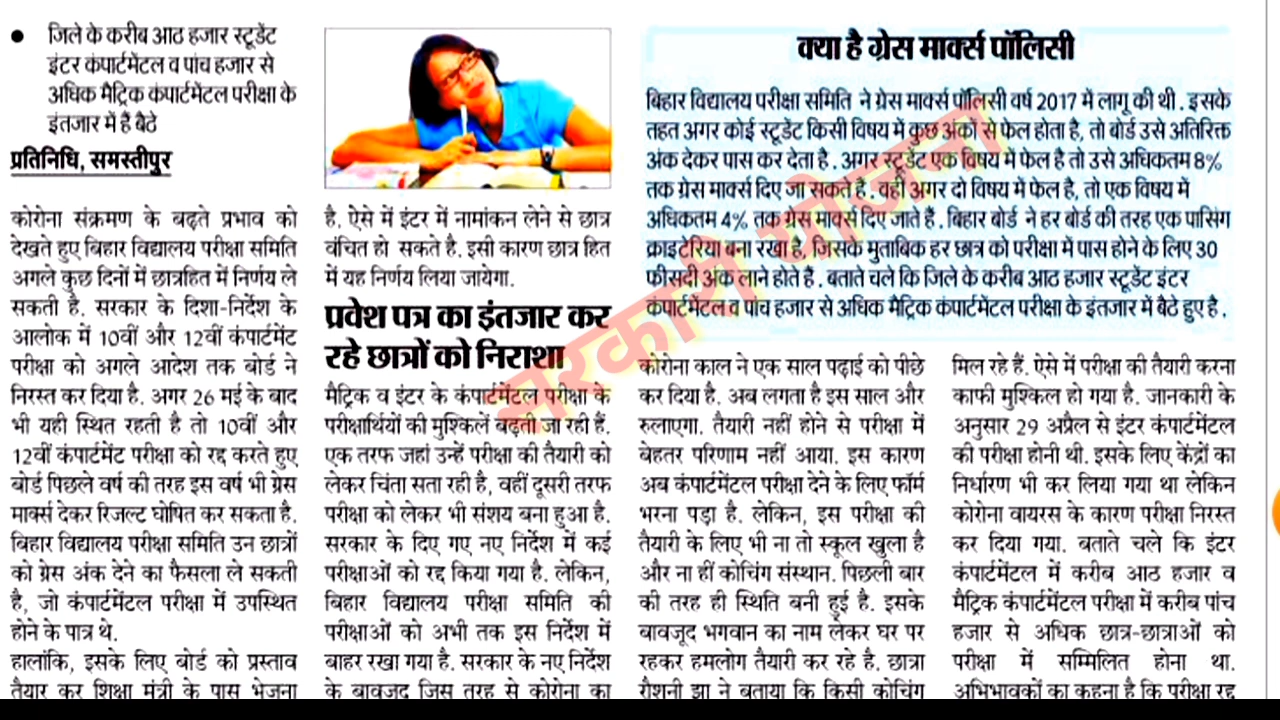 जिले के करीब आठ हजार स्टूडेंट
इंटर कंपार्टमेंटल व पांच हजार से
अधिक मैट्रिक कंपार्टमेंटल परीक्षा के
इंतजार में हैं बैठे
प्रतिनिधि, समस्तीपुर
कोरोना संक्रमण के बढ़ते प्रभाव को
देखते हुए बिहार विद्यालय परीक्षा समिति
अगले कुछ दिनों में छात्रहित में निर्णय ले
सकती है. सरकार के दिशा-निर्देश के
आलोक में 10वीं और 12वीं कंपार्टमेंट
परीक्षा को अगले आदेश तक बोर्ड ने
निरस्त कर दिया है. अगर 26 मई के बाद
भी यही स्थित रहती है तो 10वीं और
12वीं कंपार्टमेंट परीक्षा को रद्द करते हुए
बोर्ड पिछले वर्ष की तरह इस वर्ष भी ग्रेस
मार्क्स देकर रिजल्ट घोषित कर सकता है.
बिहार विद्यालय परीक्षा समिति उन छात्रों
को ग्रेस अंक देने का फैसला ले सकती
है, जो कंपार्टमेंटल परीक्षा में उपस्थित
होने के पात्र थे.
हालांकि, इसके लिए बोर्ड को प्रस्ताव
तैयार कर शिक्षा मंत्री के पास भेजना
है. ऐसे में इंटर में नामांकन लेने से छात्र
वंचित हो सकते है. इसी कारण छात्र हित
में यह निर्णय लिया जायेगा.
प्रवेश पत्र का इंतजार कर
रहे छात्रों को निराशा
मैट्रिक व इंटर के कंपार्टमेंटल परीक्षा के
परीक्षार्थियों की मुश्किलें बढ़ती जा रही हैं.
एक तरफ जहां उन्हें परीक्षा की तैयारी को
लेकर चिंता सता रही है, वहीं दूसरी तरफ
परीक्षा को लेकर भी संशय बना हुआ है.
सरकार के दिए गए नए निर्देश में कई
परीक्षाओं को रद्द किया गया है. लेकिन,
बिहार विद्यालय परीक्षा समिति की
परीक्षाओं को अभी तक इस निर्देश में
बाहर रखा गया है. सरकार के नए निर्देश
के बावजूद जिस तरह से कोरोना का
क्या है ग्रेस मार्क्स पॉलिसी
बिहार विद्यालय परीक्षा समिति ने ग्रेस मार्क्स पॉलिसी वर्ष 2017 में लागू की थी. इसके
तहत अगर कोई स्टूडेंट किसी विषय में कुछ अंकों से फेल होता है, तो बोर्ड उसे अतिरिक्त
अंक देकर पास कर देता है. अगर स्टूडेंट एक विषय में फेल है तो उसे अधिकतम 8%
तक ग्रेस मार्क्स दिए जा सकते हैं. वहीं अगर दो विषय में फेल है, तो एक विषय में
अधिकतम 4% तक ग्रेस मार्क्स दिए जाते हैं. बिहार बोर्ड ने हर बोर्ड की तरह एक पासिंग
क्राइटेरिया बना रखा है, जिसके मुताबिक हर छात्र को परीक्षा में पास होने के लिए 30
फीसदी अंक लाने होते हैं. बताते चले कि जिले के करीब आठ हजार स्टूडेंट इंटर
कंपार्टमेंटल व पांच हजार से अधिक मैट्रिक कंपार्टमेंटल परीक्षा के इंतजार में बैठे हुए है.
कोरोना काल ने एक साल पढ़ाई को पीछे
कर दिया है. अब लगता है इस साल और
रुलाएगा. तैयारी नहीं होने से परीक्षा में
बेहतर परिणाम नहीं आया. इस कारण
अब कंपार्टमेंटल परीक्षा देने के लिए फॉर्म
भरना पड़ा है. लेकिन, इस परीक्षा की
तैयारी के लिए भी ना तो स्कूल खुला है
और ना हीं कोचिंग संस्थान. पिछली बार
की तरह ही स्थिति बनी हुई है. इसके
बावजूद भगवान का नाम लेकर घर पर
रहकर हमलोग तैयारी कर रहे है. छात्रा
रौशनी झा ने बताया कि किसी कोचिंग
मिल रहे हैं. ऐसे में परीक्षा की तैयारी करना
काफी मुश्किल हो गया है. जानकारी के
अनुसार 29 अप्रैल से इंटर कंपार्टमेंटल
की परीक्षा होनी थी. इसके लिए केंद्रों का
निर्धारण भी कर लिया गया था लेकिन
कोरोना वायरस के कारण परीक्षा निरस्त
कर दिया गया. बताते चले कि इंटर
कंपार्टमेंटल में करीब आठ हजार व
मैट्रिक कंपार्टमेंटल परीक्षा में करीब पांच
हजार से अधिक छात्र-छात्राओं को
परीक्षा में सम्मिलित होना था.
अभिभावकों का कहना है कि परीक्षा रद्द
सरकारी योजना